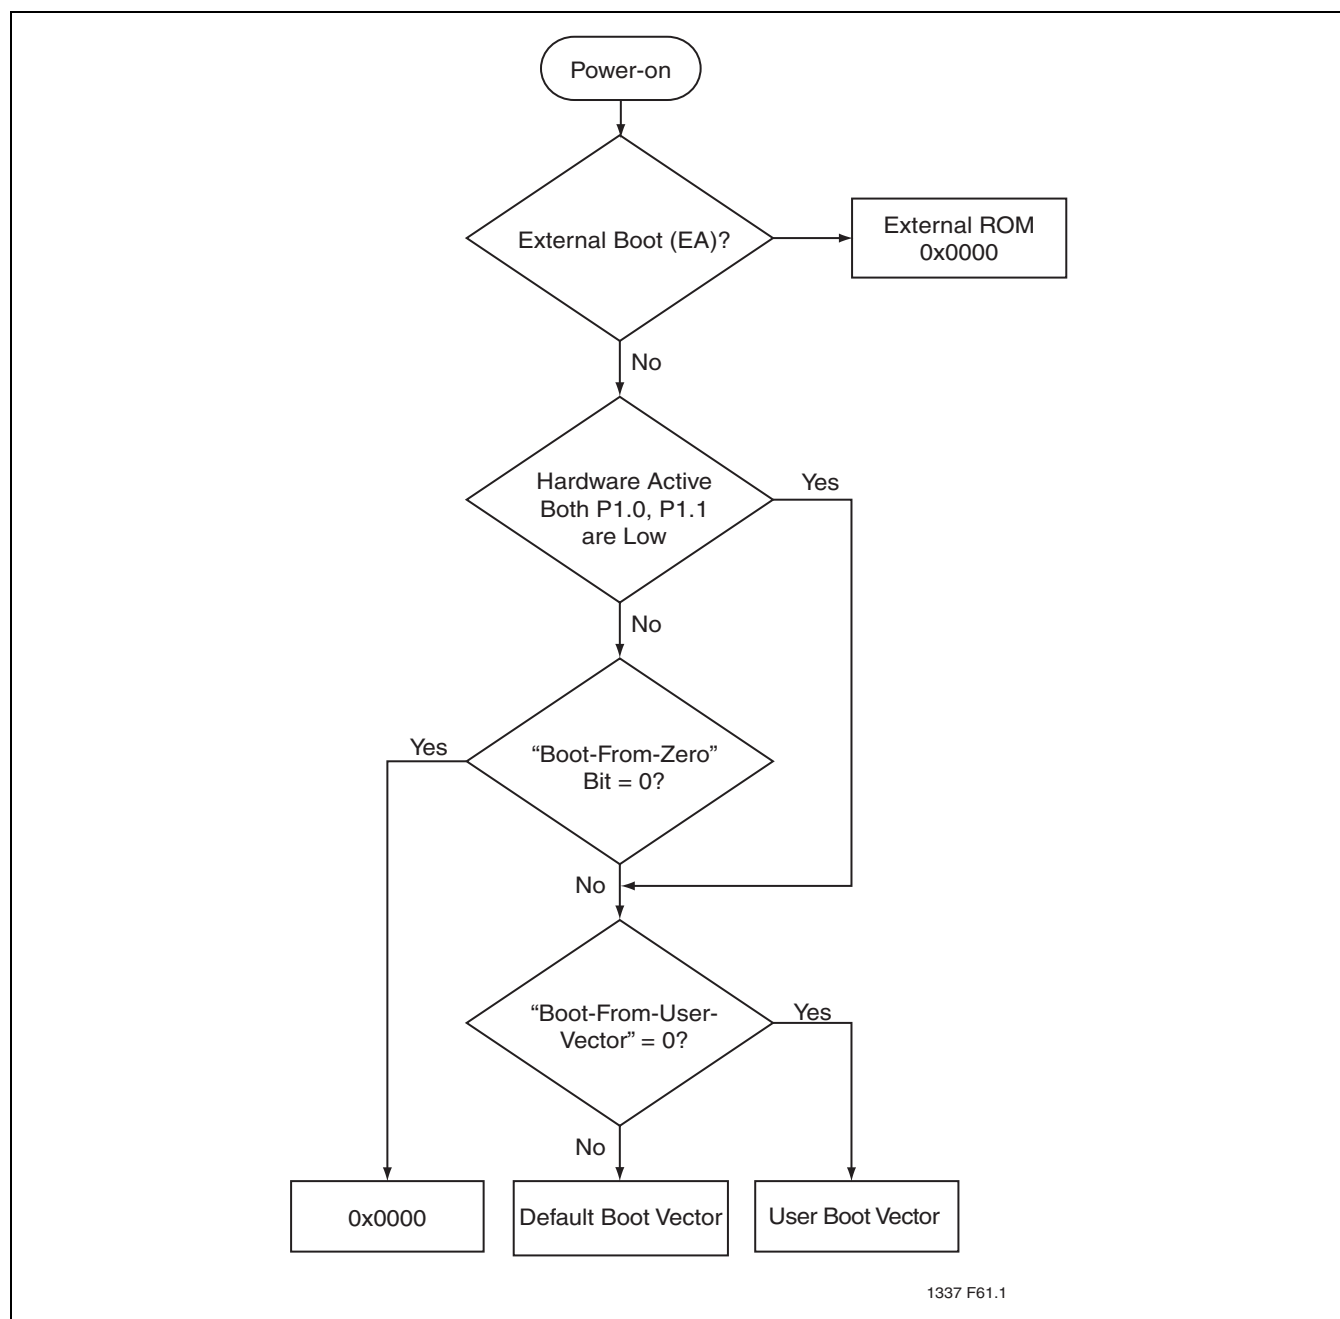 Power-on
External Boot (EA)?
External ROM
0x0000
No
Hardware Active
Both P1.0, P1.1
are Low
Yes
No
“Boot-From-Zero”
Bit = 0?
Yes
No
“Boot-From-User-
Vector” = 0?
Yes
No
0x0000
Default Boot Vector
User Boot Vector
1337 F61.1